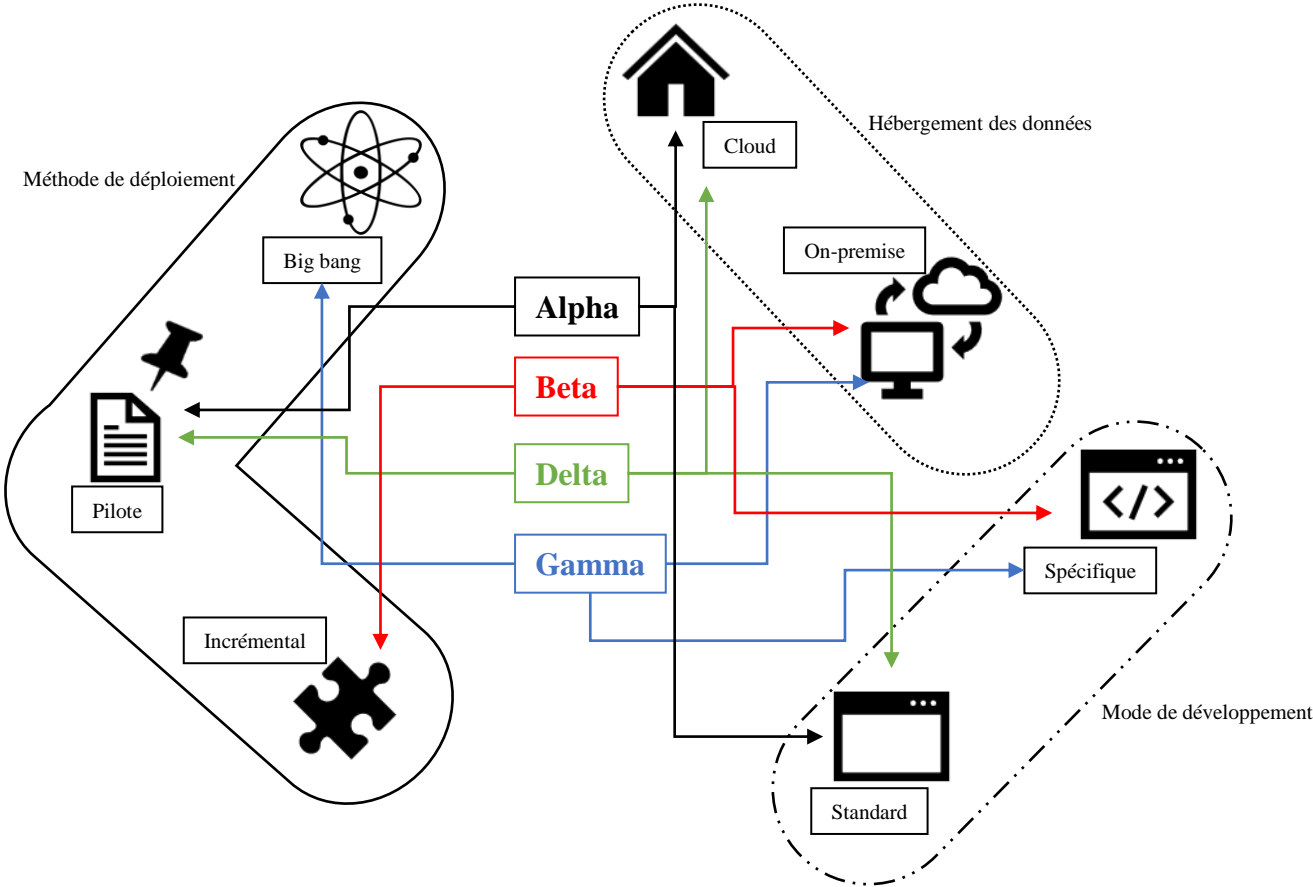 Hébergement des données
Cloud
Méthode de déploiement
Big bang
On-premise
Alpha
Beta
Delta
Pilote
Gamma
</>
Spécifique
Incrémental
Mode de développement
Standard